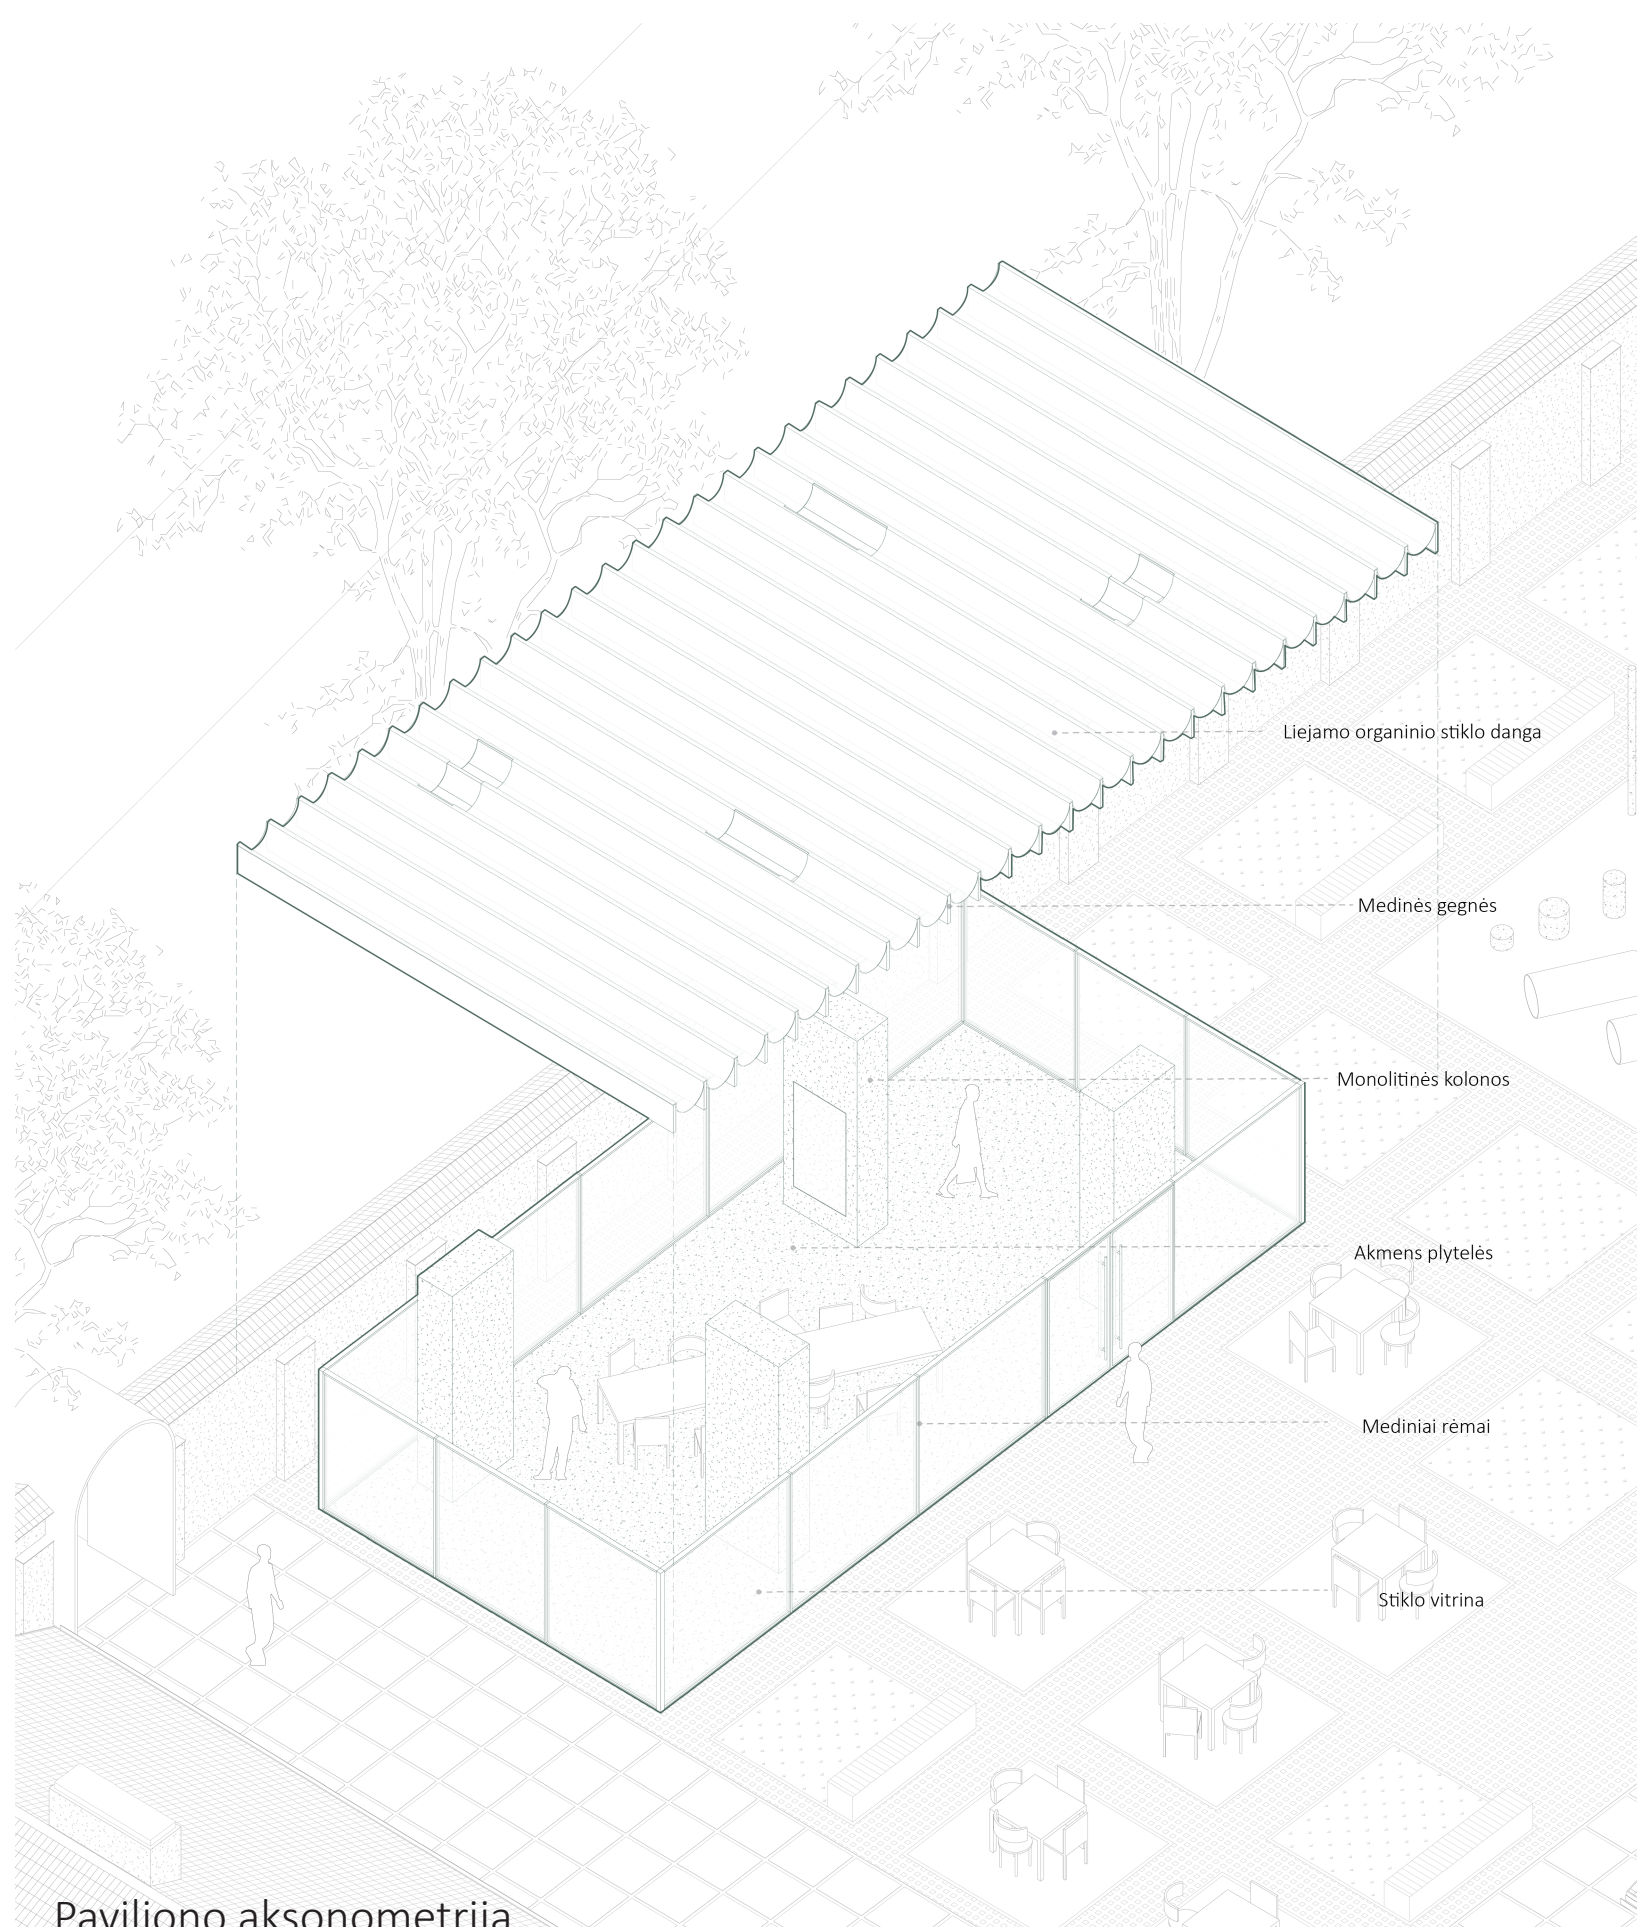 Liejamo organinio stiklo danga
Medinės gegnės
Monolitinės kolonos
Akmens plytelės
Mediniai rėmai
Stiklo vitrina
Paviliono aksonometrija